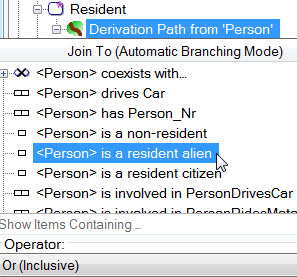 Resident
Derivation Path from 'Person'
Join To (Automatic Branching Mode)
<Person> coexists with...
<Person> drives Car
<Person> has Person_Nr
<Person> is a non-resident
<Person> is a resident alien
<Person> is a resident citizen
<Person> is involved in PersonDrivesCar
<Person> is involved in PersonRidesMate
Show Items Containing ..
Operator:
Or (Inclusive)